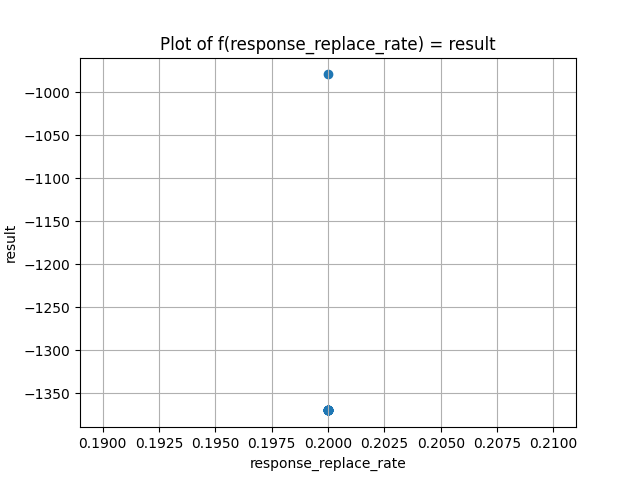 Plot of f(response_replace_rate) = result
−1000
−1050
−1100
−1150
−1200
−1250
−1300
−1350
result
0.1900 0.1925 0.1950 0.1975 0.2000 0.2025 0.2050 0.2075 0.2100
response_replace_rate